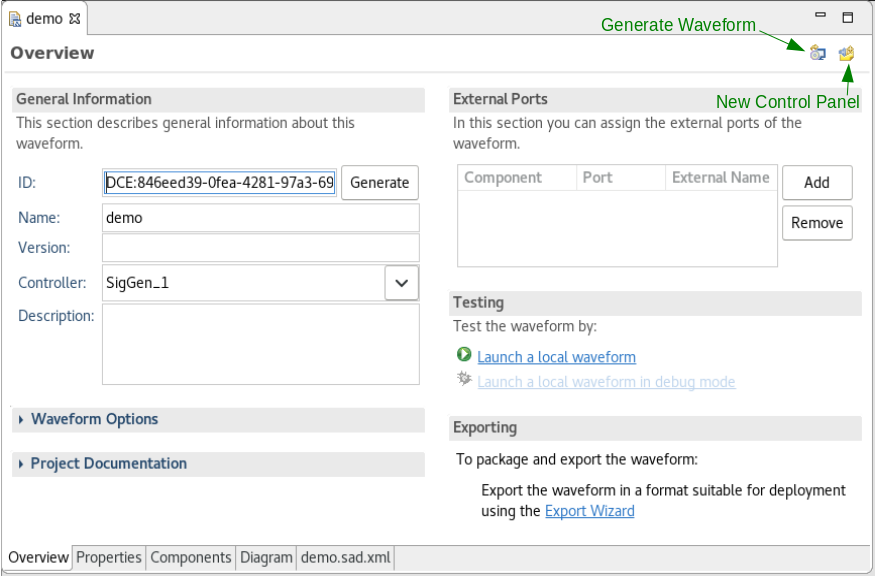 demo
Generate Waveform
Overview
New Control Panel
General Information
This section describes general information about this
waveform.
ID:
DCE:846eed39-0fea-4281-97a3-69
Generate
Name:
demo
Version:
Controller:
SigGen_1
Description:
Waveform Options
Project Documentation
External Ports
In this section you can assign the external ports of the
waveform.
Component Port External Name
Add
Remove
Testing
Test the waveform by:
Launch a local waveform
Launch a local waveform in debug mode
Exporting
To package and export the waveform:
Export the waveform in a format suitable for deployment
using the Export Wizard
Overview Properties Components Diagram demo.sad.xml